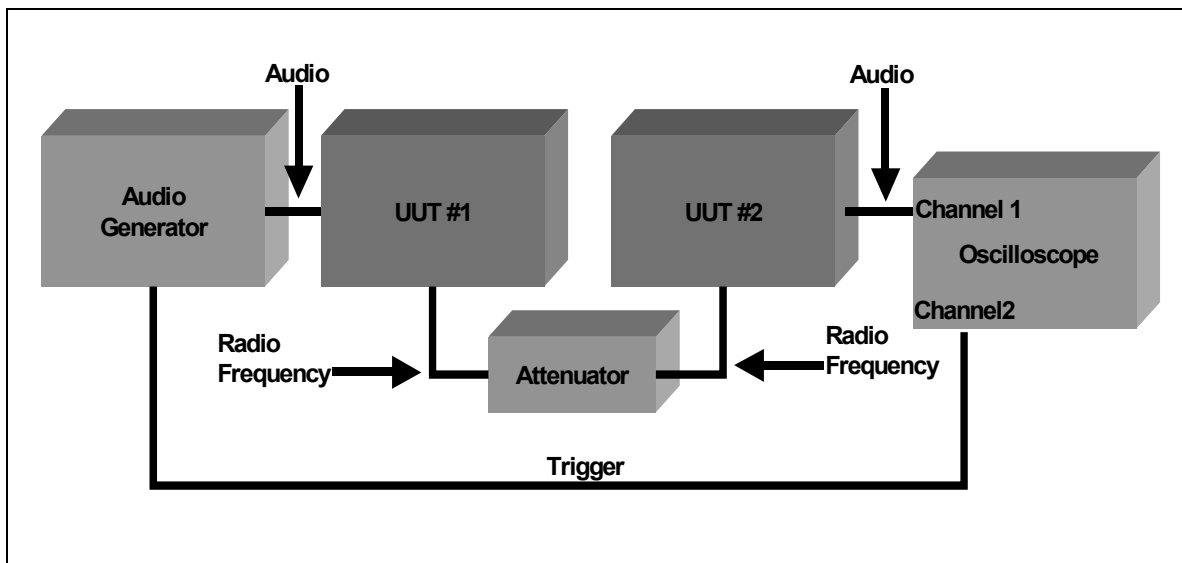 Audio
Audio
Audio
Generator
UUT #1
UUT #2
Channel 1
Oscilloscope
Channel2
Radio
Frequency
Attenuator
Radio
Frequency
Trigger